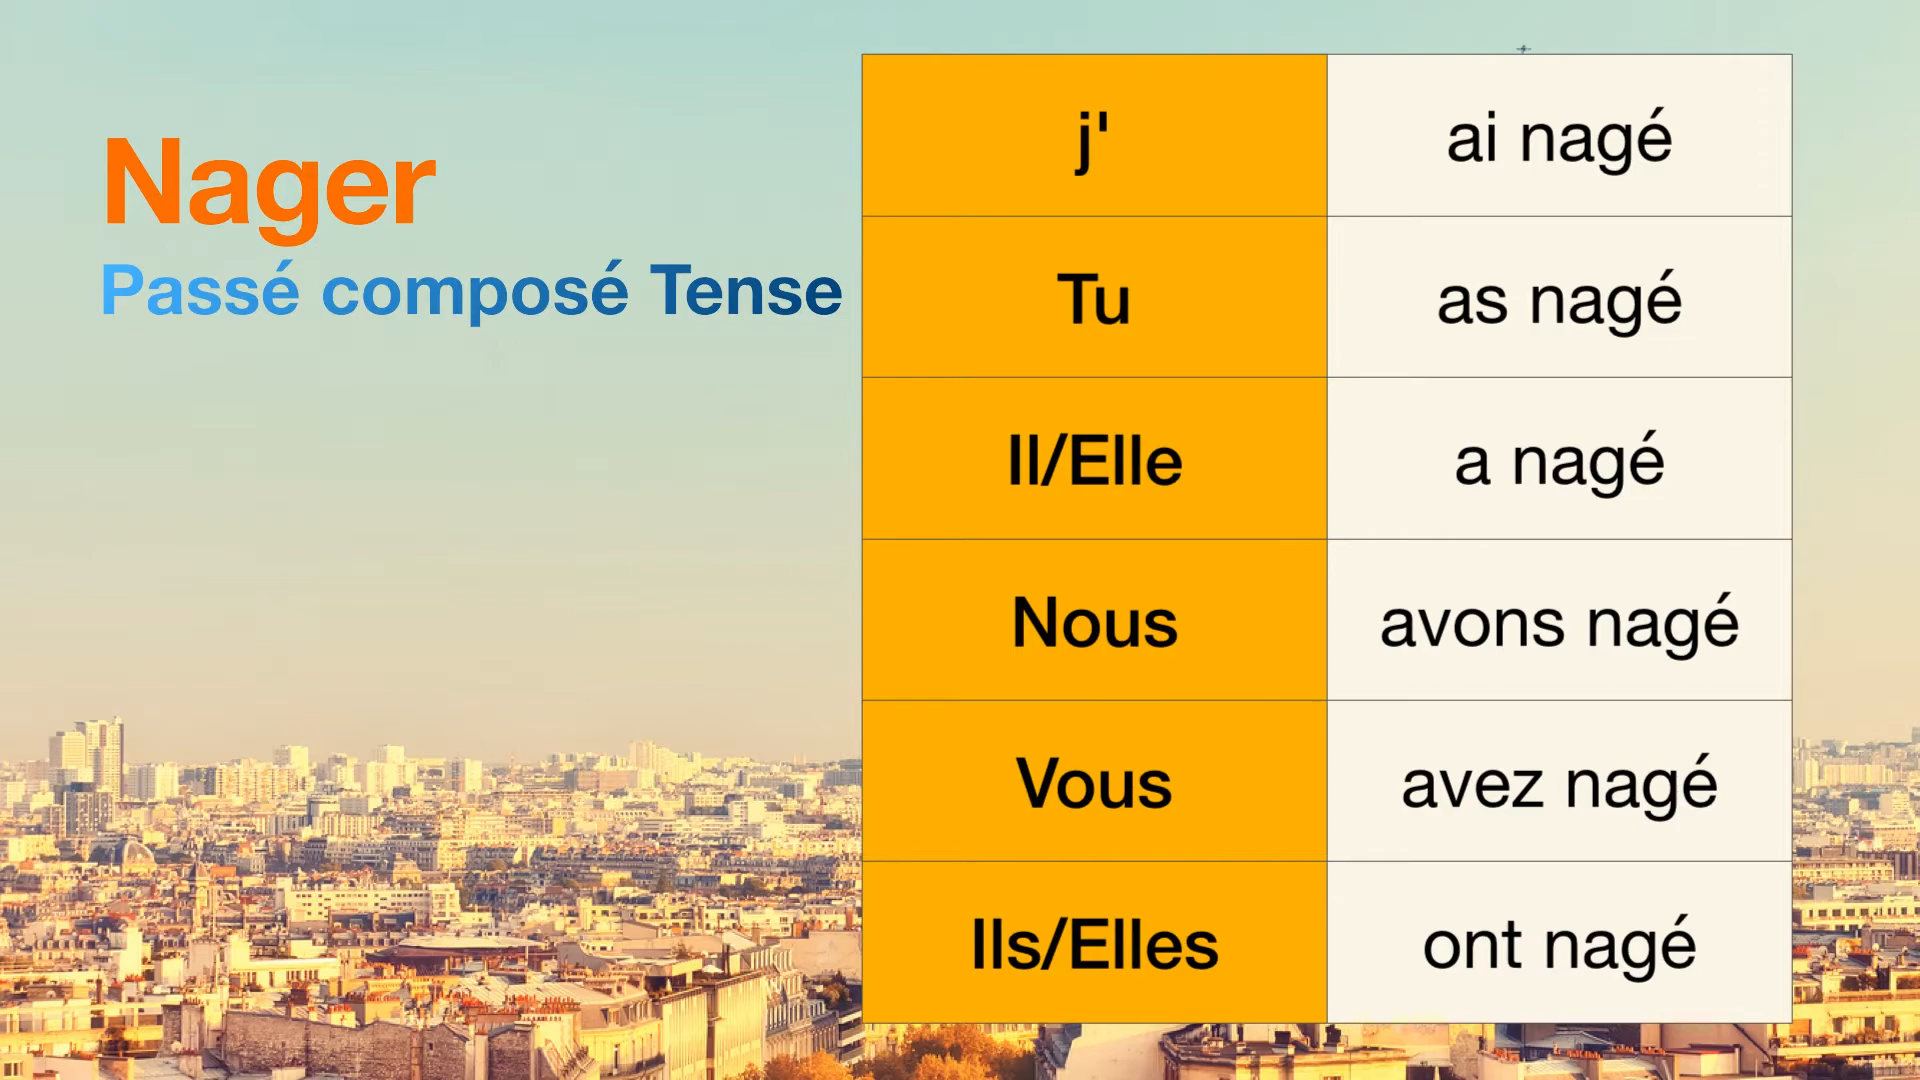 Nager
Passé composé Tense
j' ai nagé
Tu as nagé
Il/Elle a nagé
Nous avons nagé
Vous avez nagé
Ils/Elles ont nagé